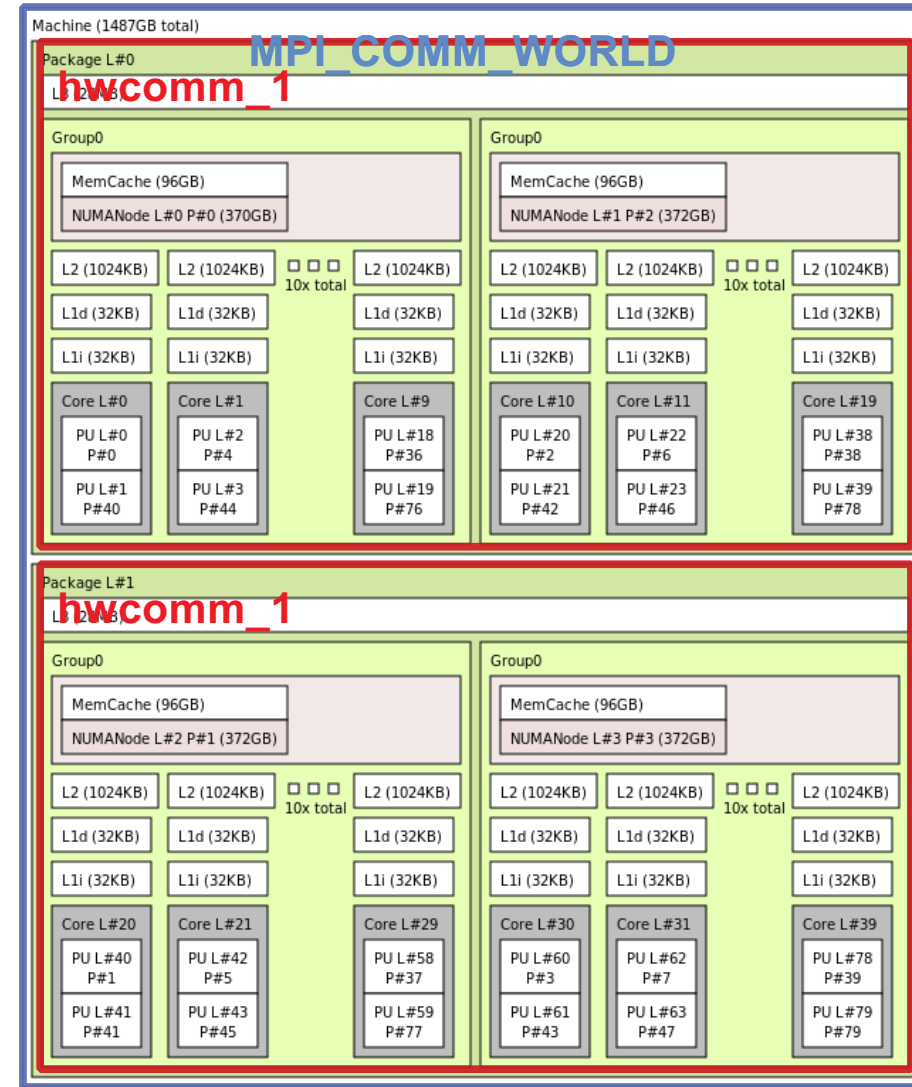 Machine (1487GB total)
MPI_COMM_WORLD
Package L#0
hwcomm_1
Group0 Group0
MemCache (96GB) MemCache (96GB)
NUMANode L#0 P#0 (370GB) NUMANode L#1 P#2 (372GB)
L2 (1024KB) L2 (1024KB) L2 (1024KB) L2 (1024KB) L2 (1024KB) L2 (1024KB)
10x total 10x total
L1d (32KB) L1d (32KB) L1d (32KB) L1d (32KB) L1d (32KB) L1d (32KB)
L1i (32KB) L1i (32KB) L1i (32KB) L1i (32KB) L1i (32KB) L1i (32KB)
Core L#0 Core L#1 Core L#9 Core L#10 Core L#11 Core L#19
PU L#0 PU L#2 PU L#18 PU L#20 PU L#22 PU L#38
P#0 P#4 P#36 P#2 P#6 P#38
PU L#1 PU L#3 PU L#19 PU L#21 PU L#23 PU L#39
P#40 P#44 P#76 P#42 P#46 P#78
Package L#1
hwcomm_1
Group0 Group0
MemCache (96GB) MemCache (96GB)
NUMANode L#2 P#1 (372GB) NUMANode L#3 P#3 (372GB)
L2 (1024KB) L2 (1024KB) L2 (1024KB) L2 (1024KB) L2 (1024KB) L2 (1024KB)
10x total 10x total
L1d (32KB) L1d (32KB) L1d (32KB) L1d (32KB) L1d (32KB) L1d (32KB)
L1i (32KB) L1i (32KB) L1i (32KB) L1i (32KB) L1i (32KB) L1i (32KB)
Core L#20 Core L#21 Core L#29 Core L#30 Core L#31 Core L#39
PU L#40 PU L#42 PU L#58 PU L#60 PU L#62 PU L#78
P#1 P#5 P#37 P#3 P#7 P#39
PU L#41 PU L#43 PU L#59 PU L#61 PU L#63 PU L#79
P#41 P#45 P#77 P#43 P#47 P#79